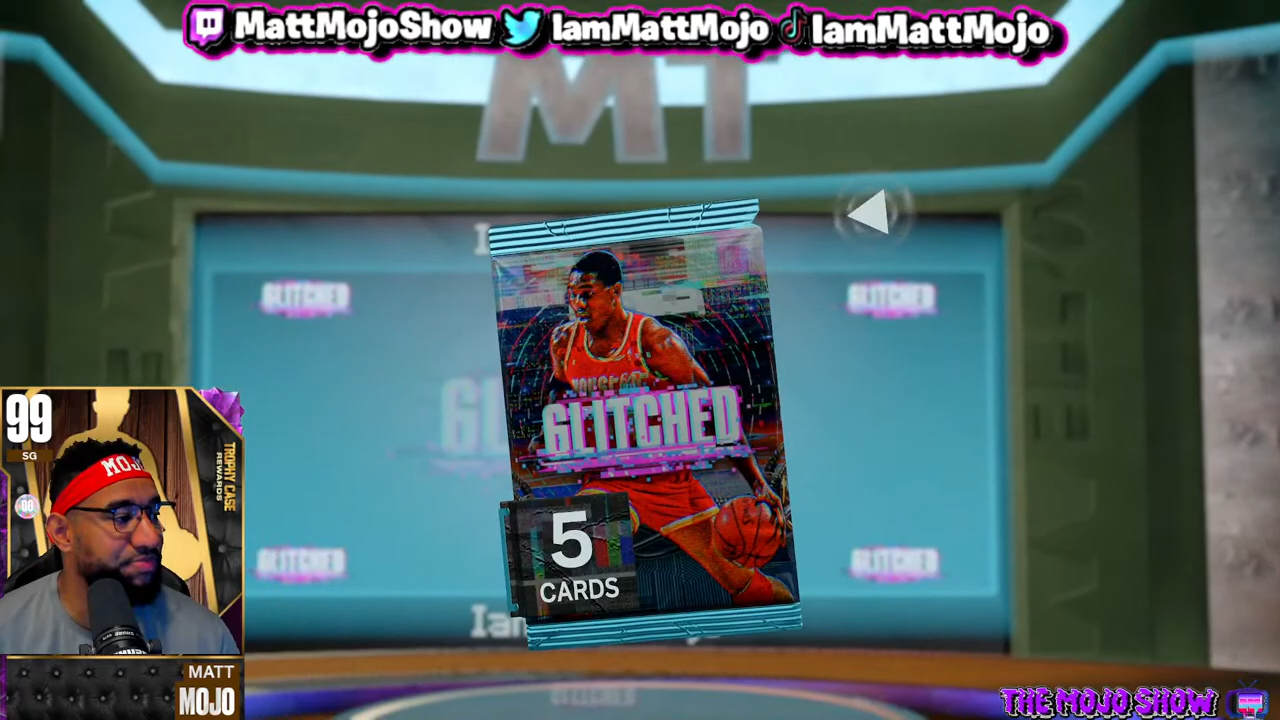 MattMojoShow IamMattMojo IamMattMojo
MT
GLITCHED GLITCHED
GLITCHED
5
CARDS
GLITCHED GLITCHED
99
SG
TROPHY CASE
REWARDS
MOJO
MATT
MOJO
THE MOJO SHOW